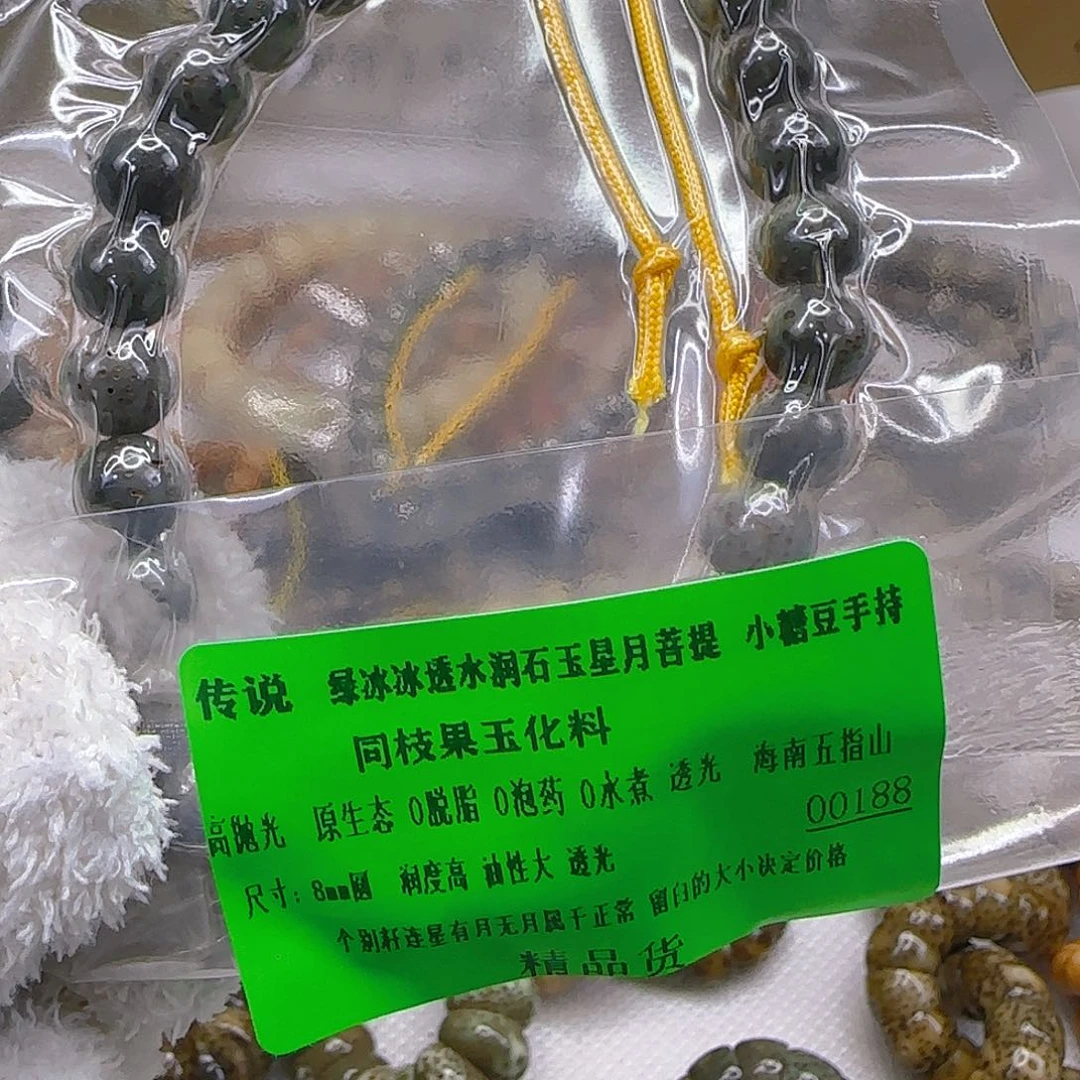 传说 绿冰冰透水润石玉星月菩提 小糖豆手持
同枝果玉化料
高抛光 原生态 0脱脂 0泡药 0水煮 透光 海南五指山
00188
尺寸：8mm圆 润度高 油性大 透光
个别籽连星有月无月属于正常 留白的大小决定价格
精品货